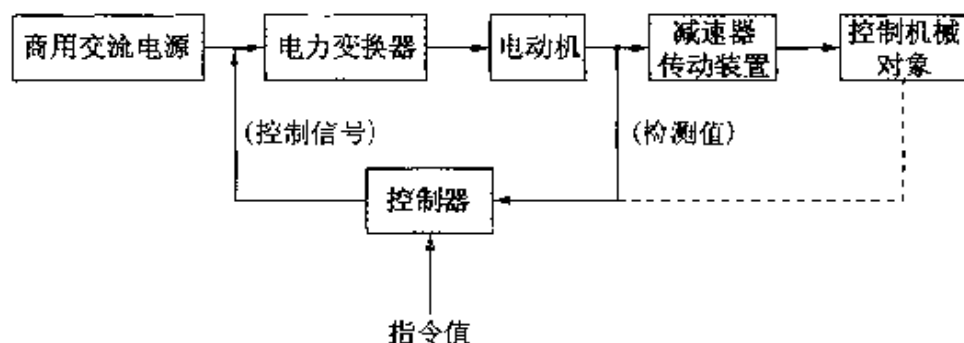 商用交流电源
电力变换器
电动机
减速器
传动装置
控制机械
对象
(控制信号)
(检测值)
控制器
指令值